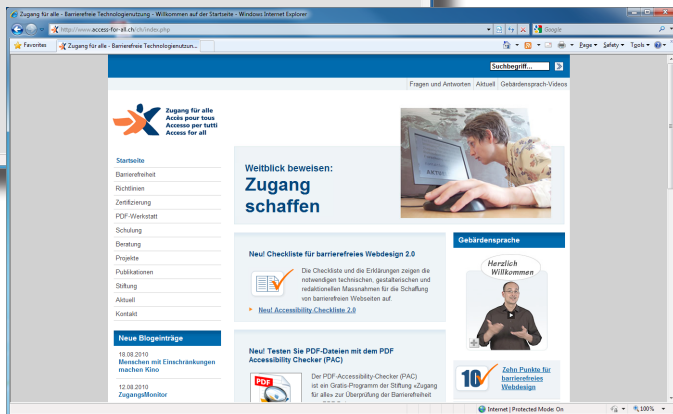 Zugang für alle - Barrierefreie Technologienutzung - Willkommen auf der Startseite - Windows Internet Explorer
http://www.access-for-all.ch/ch/index.php
Google
Favorites
Zugang für alle - Barrierefreie Technologienutzun...
Page
Safety
Tools
Suchbegriff...
Fragen und Antworten
Aktuell
Gebärdensprach-Videos
Zugang für alle
Accès pour tous
Accesso per tutti
Access for all
Startseite
Barrierefreiheit
Richtlinien
Zertifizierung
PDF-Werkstatt
Schulung
Beratung
Projekte
Publikationen
Stiftung
Aktuell
Kontakt
Neue Blogeinträge
18.08.2010
Menschen mit Einschränkungen
machen Kino
12.08.2010
ZugangsMonitor
Weitblick beweisen:
Zugang
schaffen
AKTU
Neu! Checkliste für barrierefreies Webdesign 2.0
Die Checkliste und die Erklärungen zeigen die
notwendigen technischen, gestalterischen und
redaktionellen Massnahmen für die Schaffung
von barrierefreien Webseiten auf.
Neu! Accessibility Checkliste 2.0
Neu! Testen Sie PDF-Dateien mit dem PDF
Accessibility Checker (PAC)
PDF
Der PDF-Accessibility-Checker (PAC)
ist ein Gratis-Programm der Stiftung «Zugang
für alle» zur Überprüfung der Barrierefreiheit
Gebärdensprache
Herzlich
Willkommen
10
Zehn Punkte für
barrierefreies
Webdesign
Internet | Protected Mode: On
100%